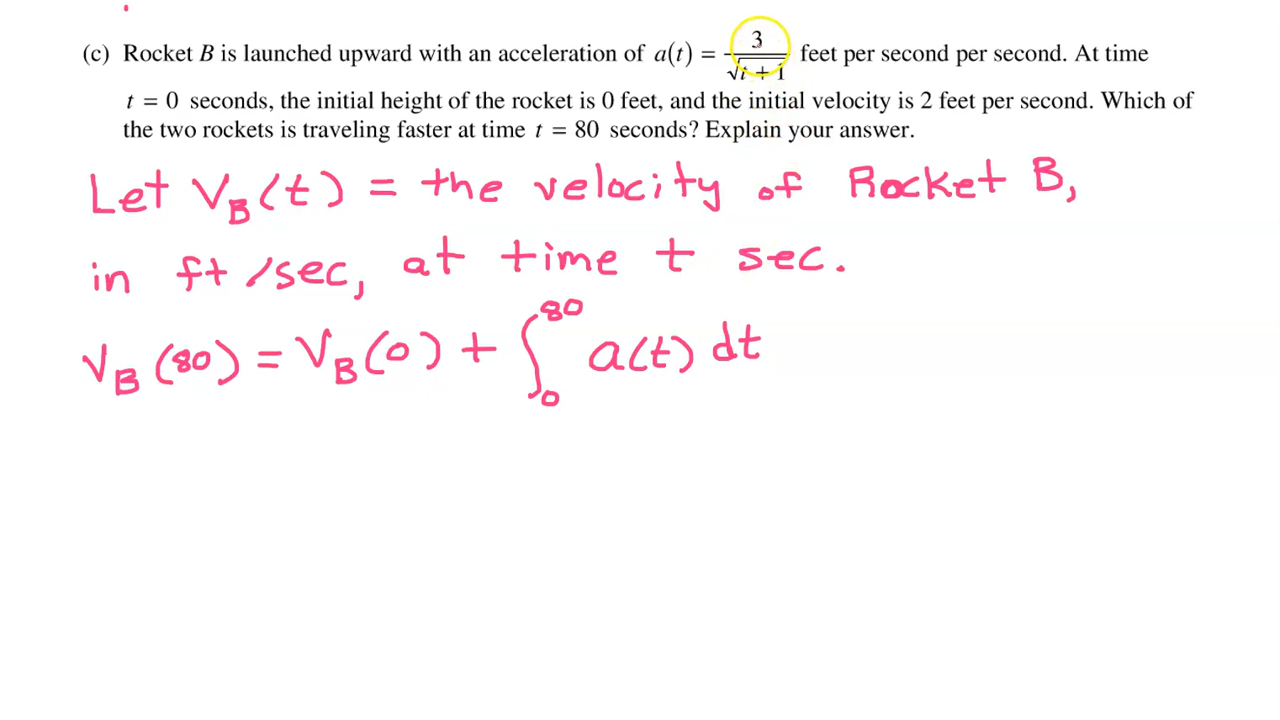 (c) Rocket B is launched upward with an acceleration of a(t) = 3/√(t + 1) feet per second per second. At time
t = 0 seconds, the initial height of the rocket is 0 feet, and the initial velocity is 2 feet per second. Which of
the two rockets is traveling faster at time t = 80 seconds? Explain your answer.
Let V_B(t) = the velocity of Rocket B,
in ft/sec, at time t sec.
V_B(80) = V_B(0) + ∫_0^80 a(t) dt